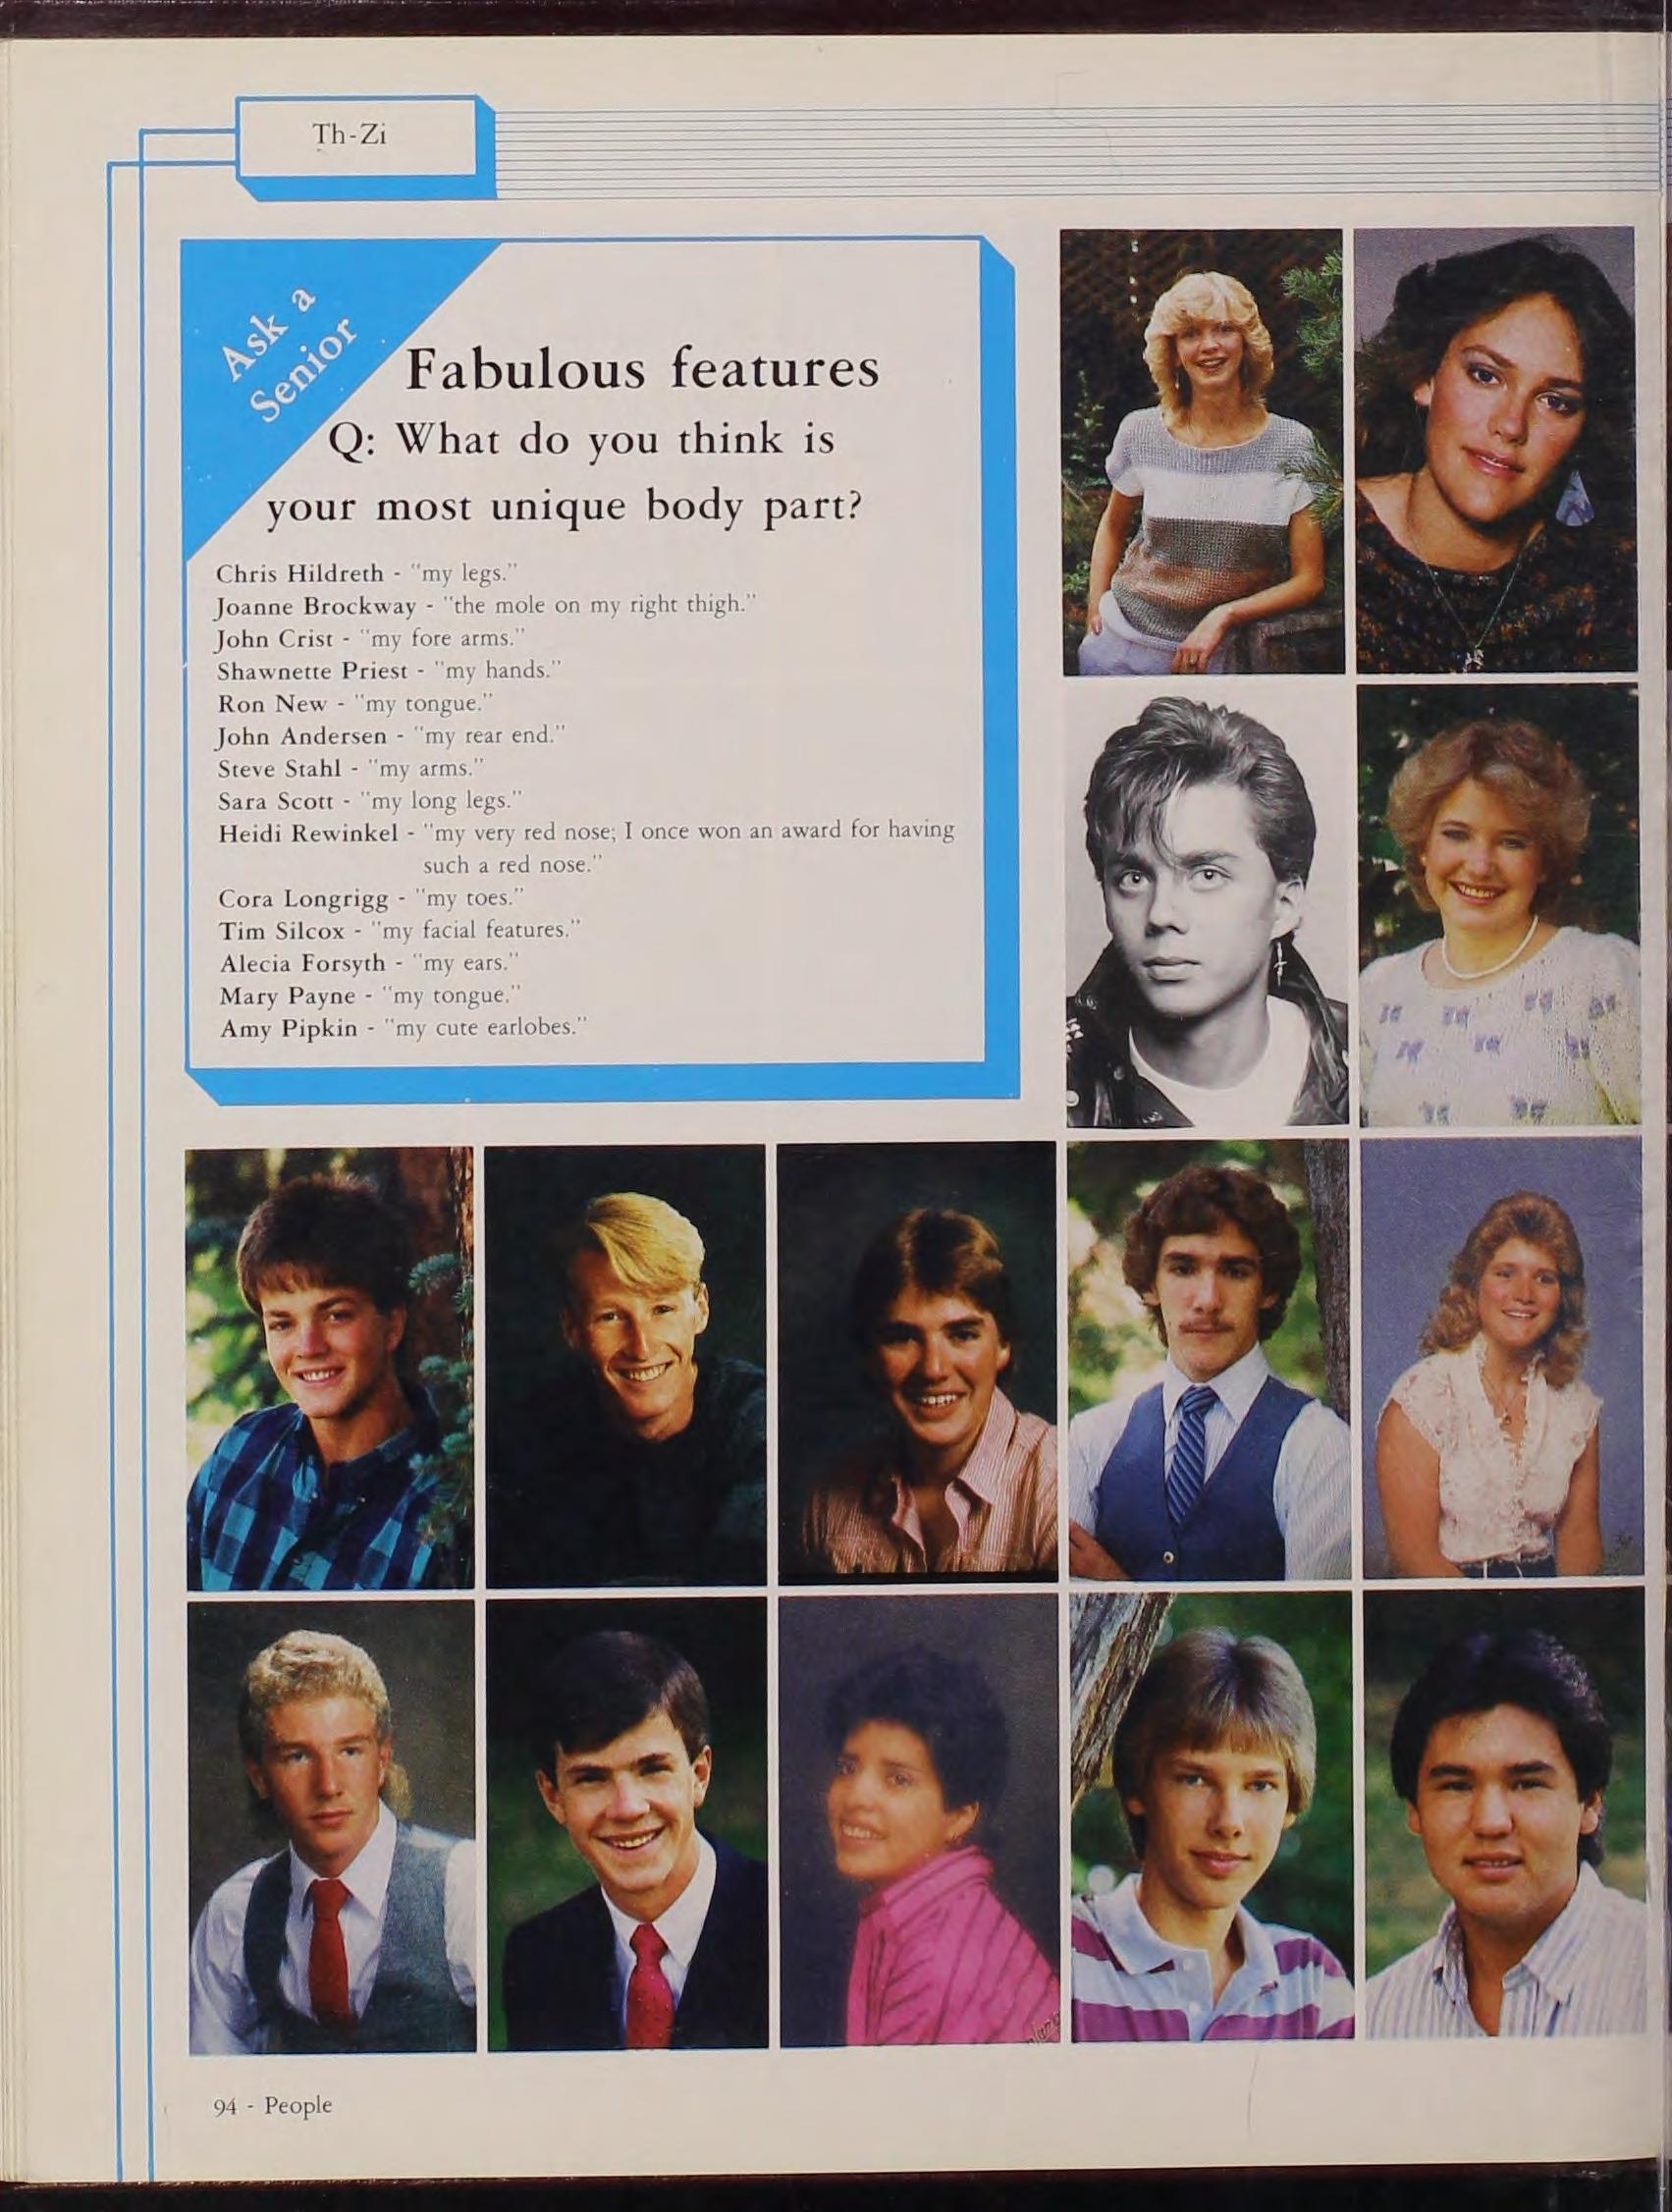 Th-Zi
Ask a
Senior
Fabulous features
Q: What do you think is
your most unique body part?
Chris Hildreth - "my legs."
Joanne Brockway - "the mole on my right thigh."
John Crist - "my fore arms."
Shawnette Priest - "my hands."
Ron New - "my tongue."
John Andersen - "my rear end."
Steve Stahl - "my arms."
Sara Scott - "my long legs."
Heidi Rewinkel - "my very red nose; I once won an award for having
such a red nose."
Cora Longrigg - "my toes."
Tim Silcox - "my facial features."
Alecia Forsyth - "my ears."
Mary Payne - "my tongue."
Amy Pipkin - "my cute earlobes."
94 - People